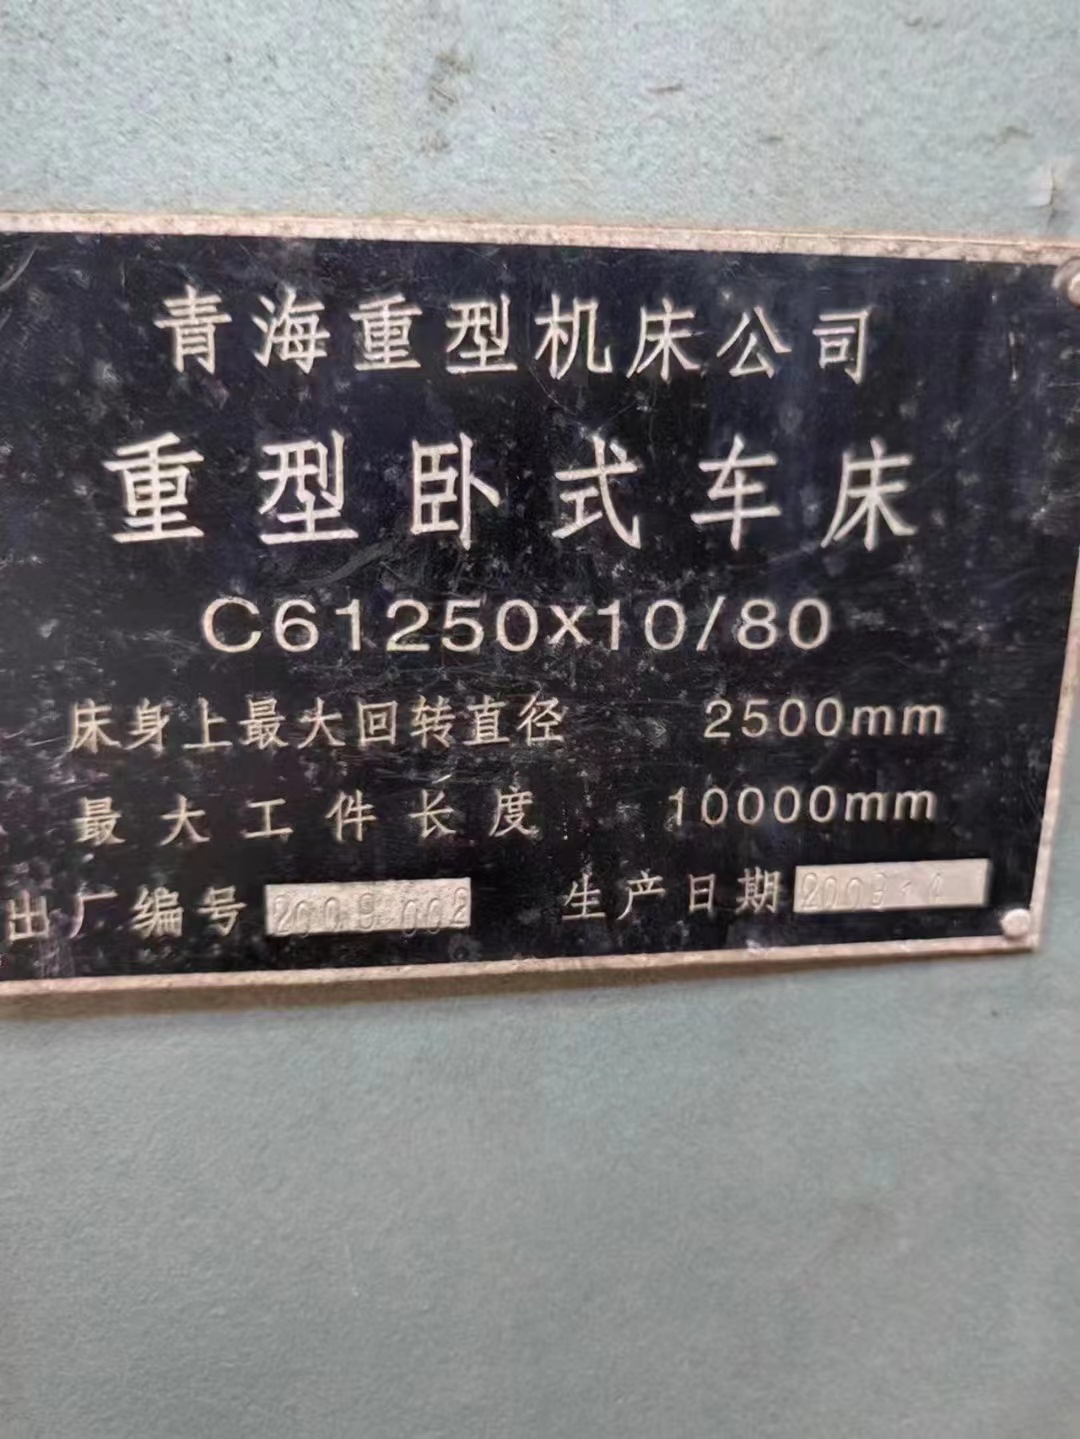 青海重型机床公司
重型卧式车床
C61250x10/80
床身上最大回转直径 2500mm
最大工件长度 10000mm
出厂编号 2009 002 生产日期